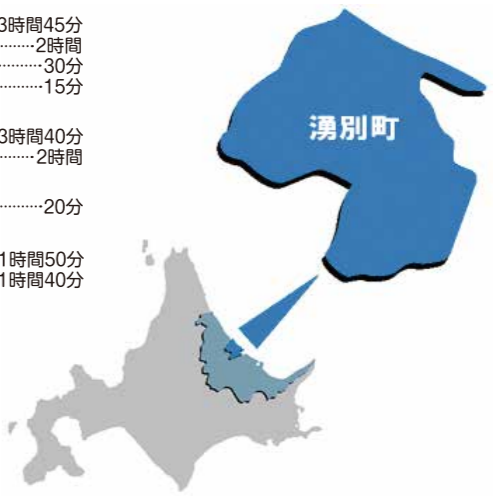 3時間45分
………2時間
…………30分
…………15分
3時間40分
………2時間
…………20分
1時間50分
1時間40分
湧別町